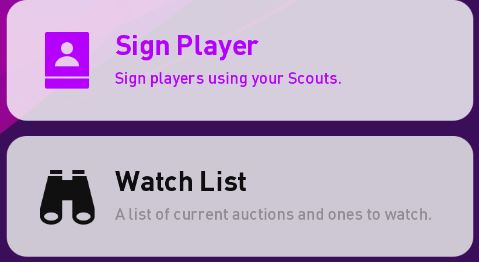 Sign Player
Sign players using your Scouts.
Watch List
A list of current auctions and ones to watch.